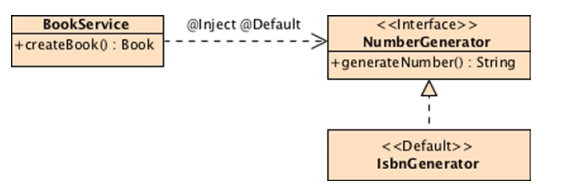 BookService
+createBook() : Book
@Inject @Default
<<Interface>>
NumberGenerator
+generateNumber() : String
<<Default>>
IsbnGenerator